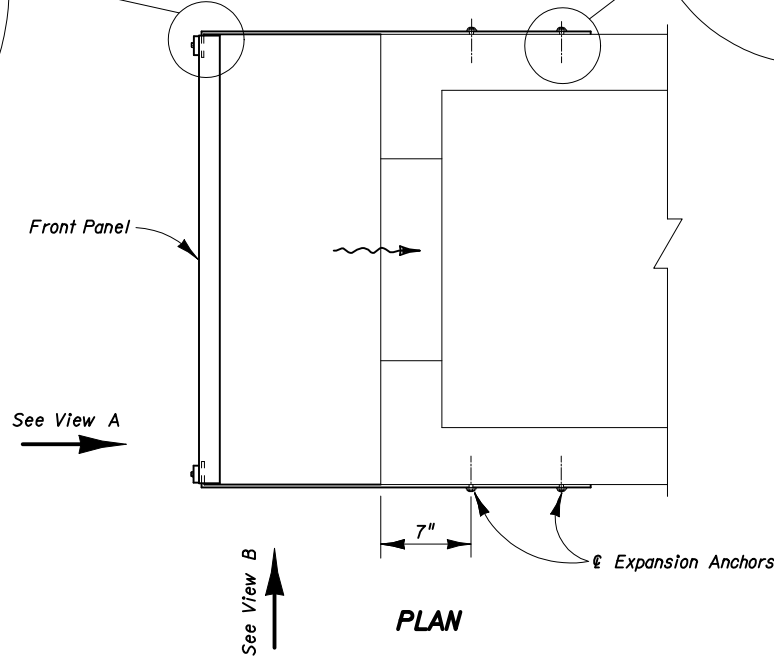 Front Panel
See View A
7"
℄ Expansion Anchors
See View B
PLAN